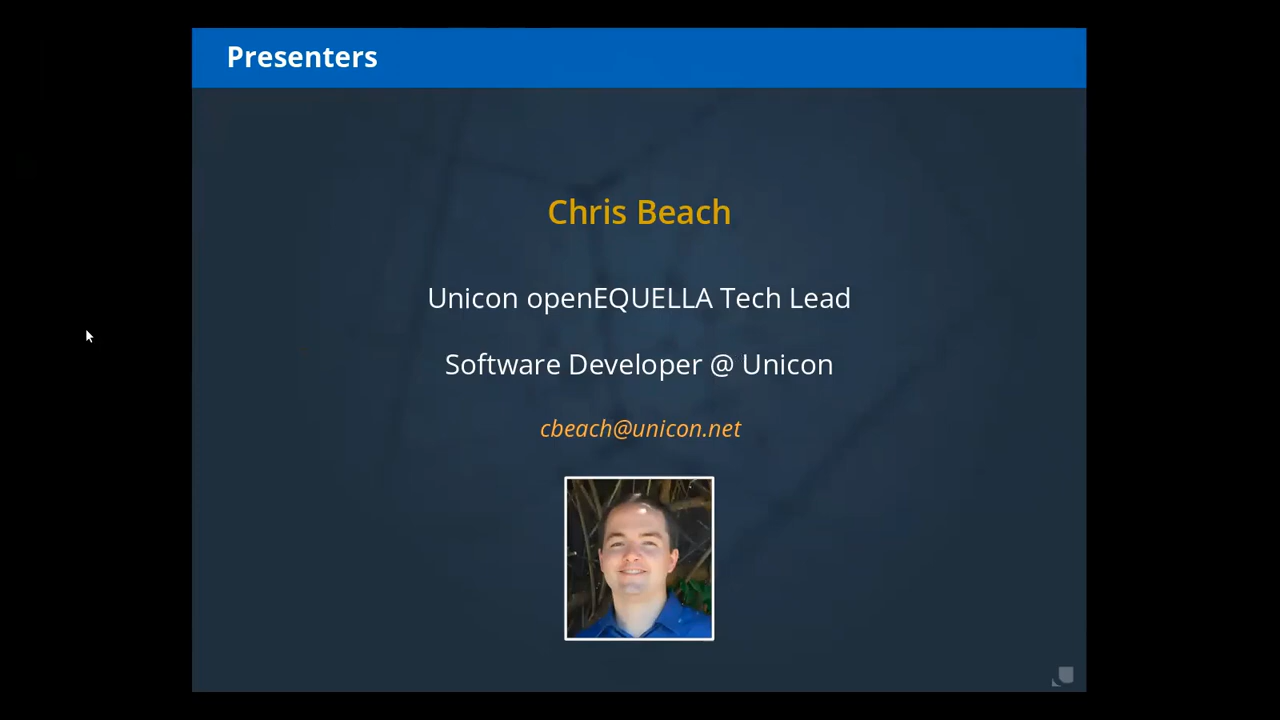 Presenters
Chris Beach
Unicon openEQUELLA Tech Lead
Software Developer @ Unicon
cbeach@unicon.net